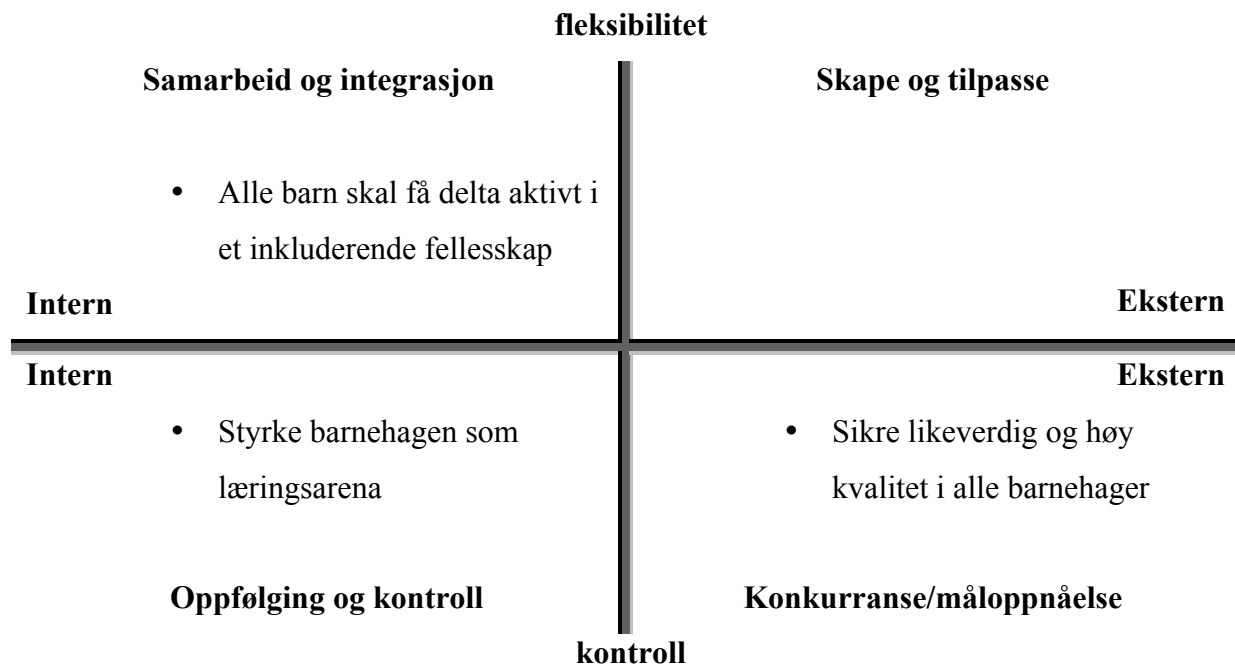 fleksibilitet
Samarbeid og integrasjon
Skape og tilpasse
• Alle barn skal få delta aktivt i
et inkluderende fellesskap
Intern
Ekstern
Intern
Ekstern
• Styrke barnehagen som
læringsarena
• Sikre likeverdig og høy
kvalitet i alle barnehager
Oppfølging og kontroll
Konkurranse/måloppnåelse
kontroll